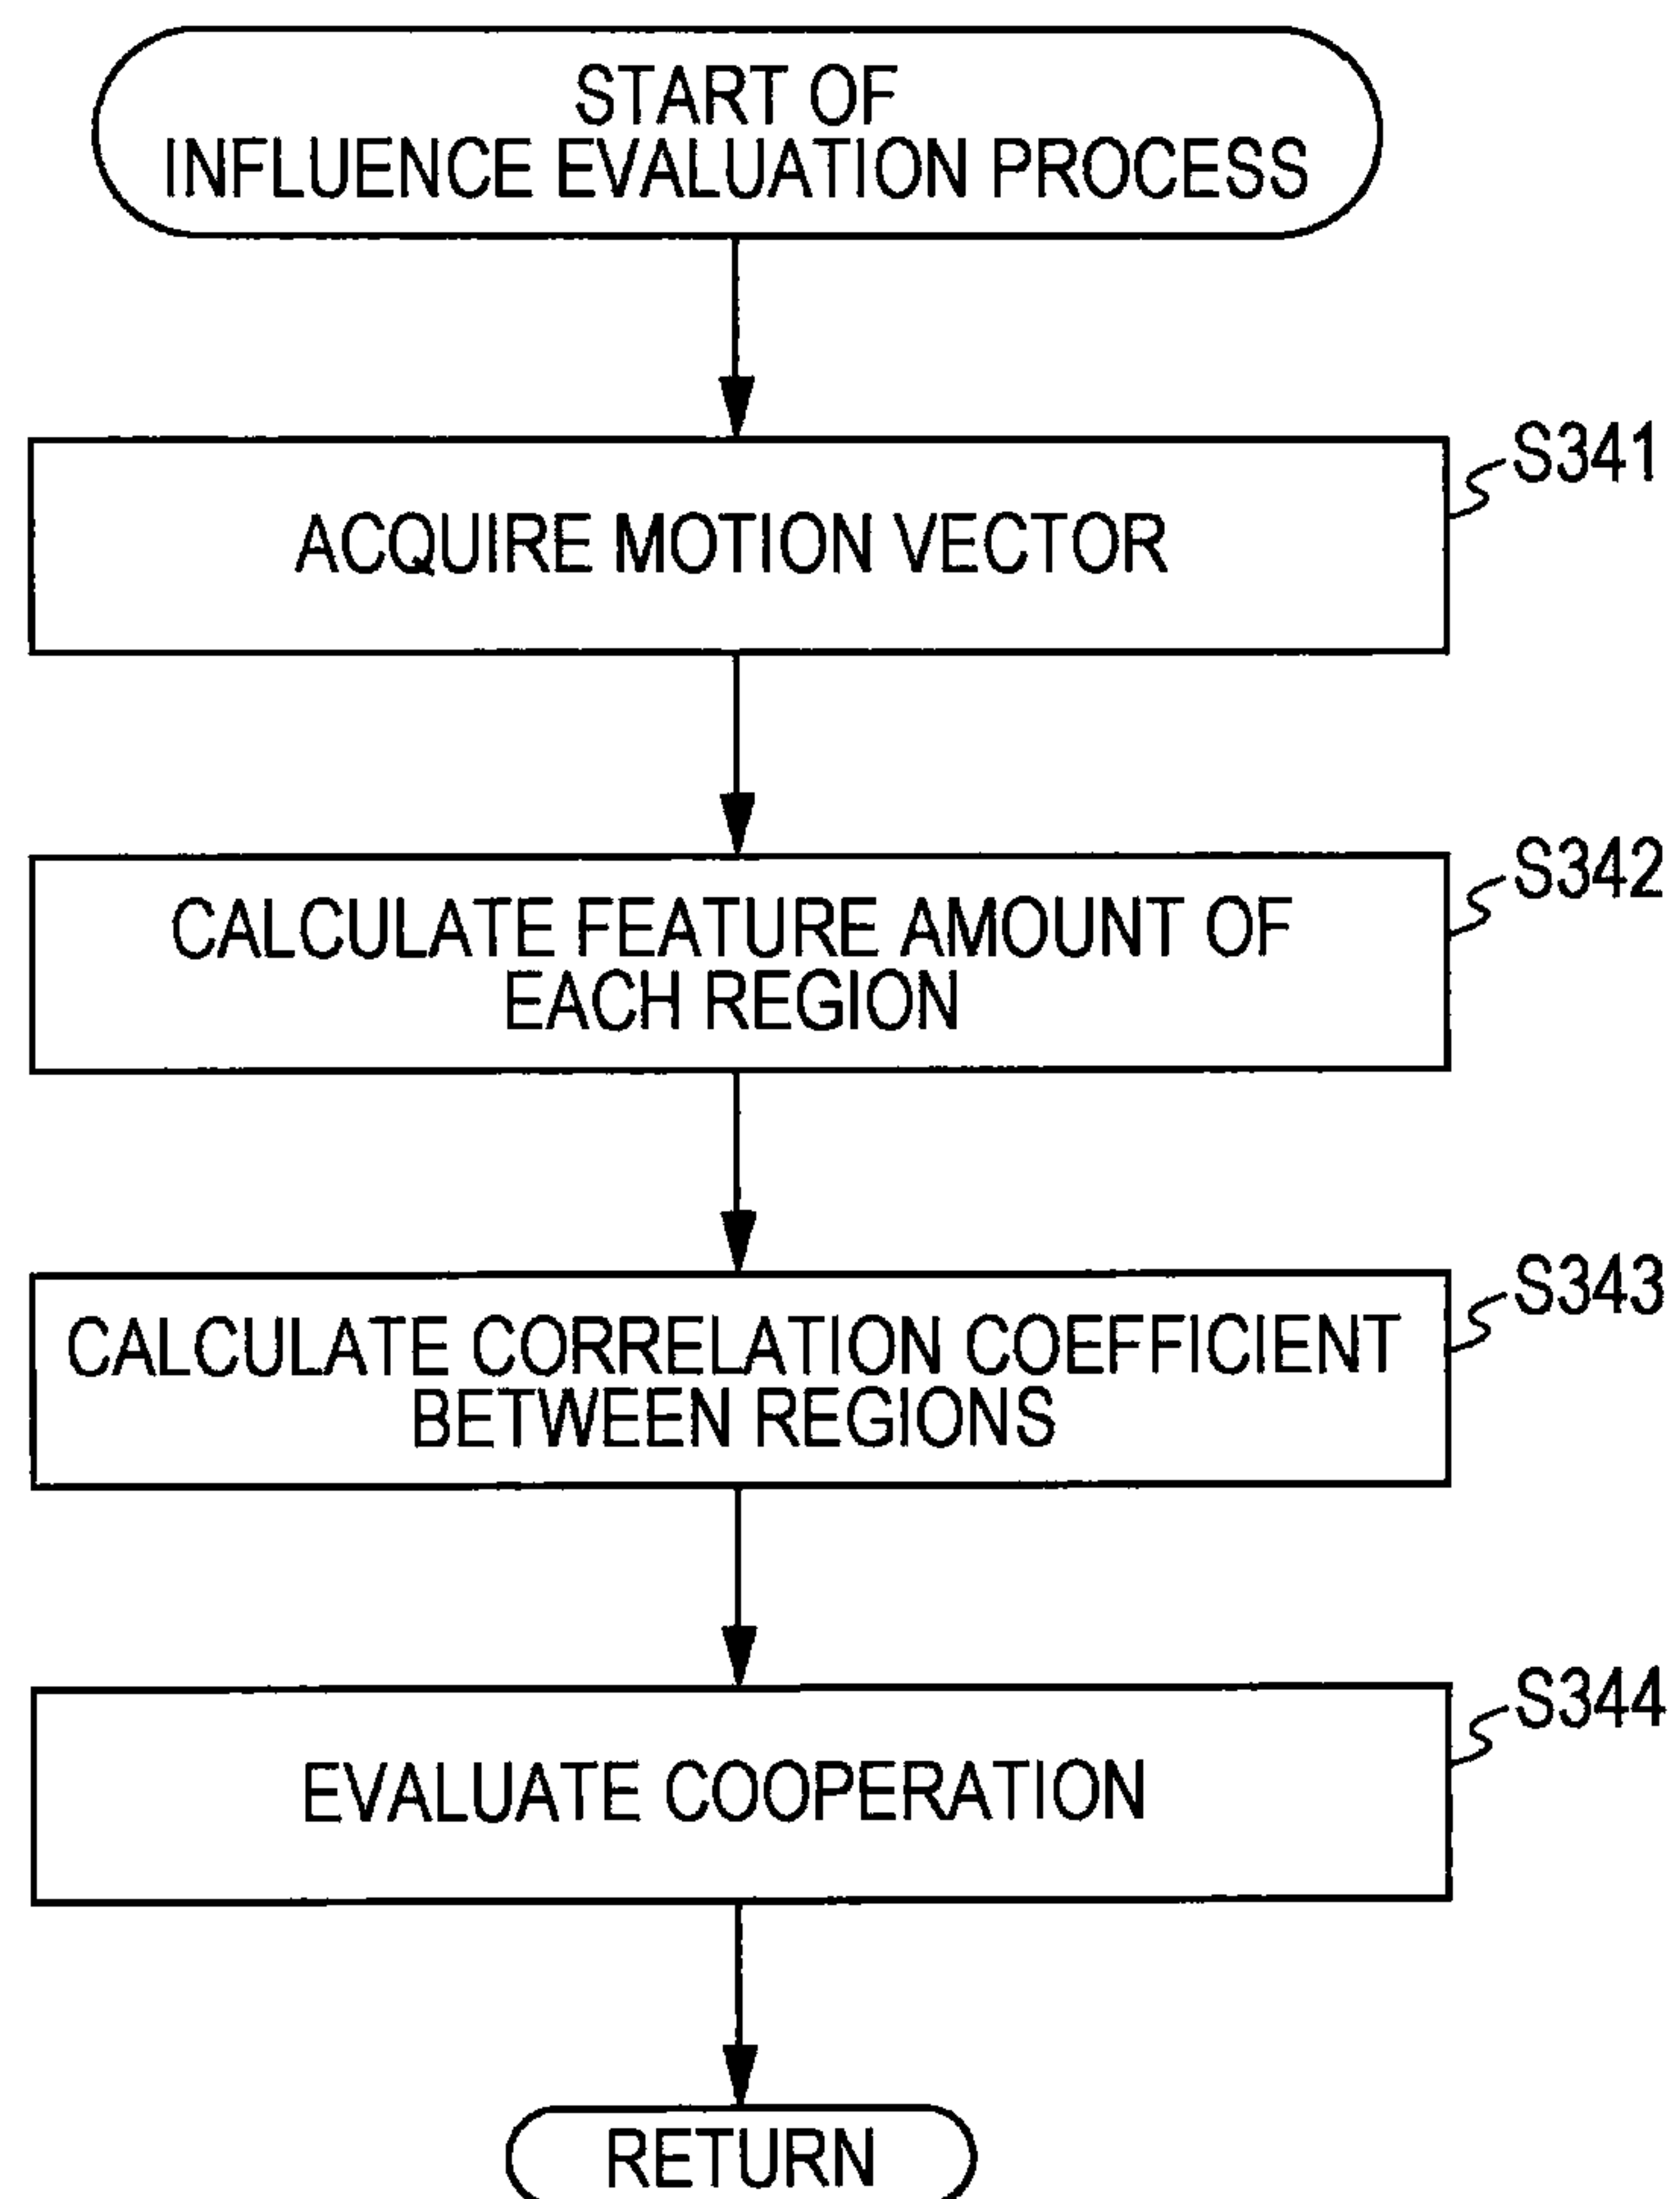 START OF
INFLUENCE EVALUATION PROCESS
S341
ACQUIRE MOTION VECTOR
S342
CALCULATE FEATURE AMOUNT OF
EACH REGION
S343
CALCULATE CORRELATION COEFFICIENT
BETWEEN REGIONS
S344
EVALUATE COOPERATION
RETURN